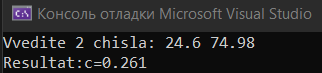 Консоль отладки Microsoft Visual Studio
Vvedite 2 chisla: 24.6 74.98
Resultat:c=0.261